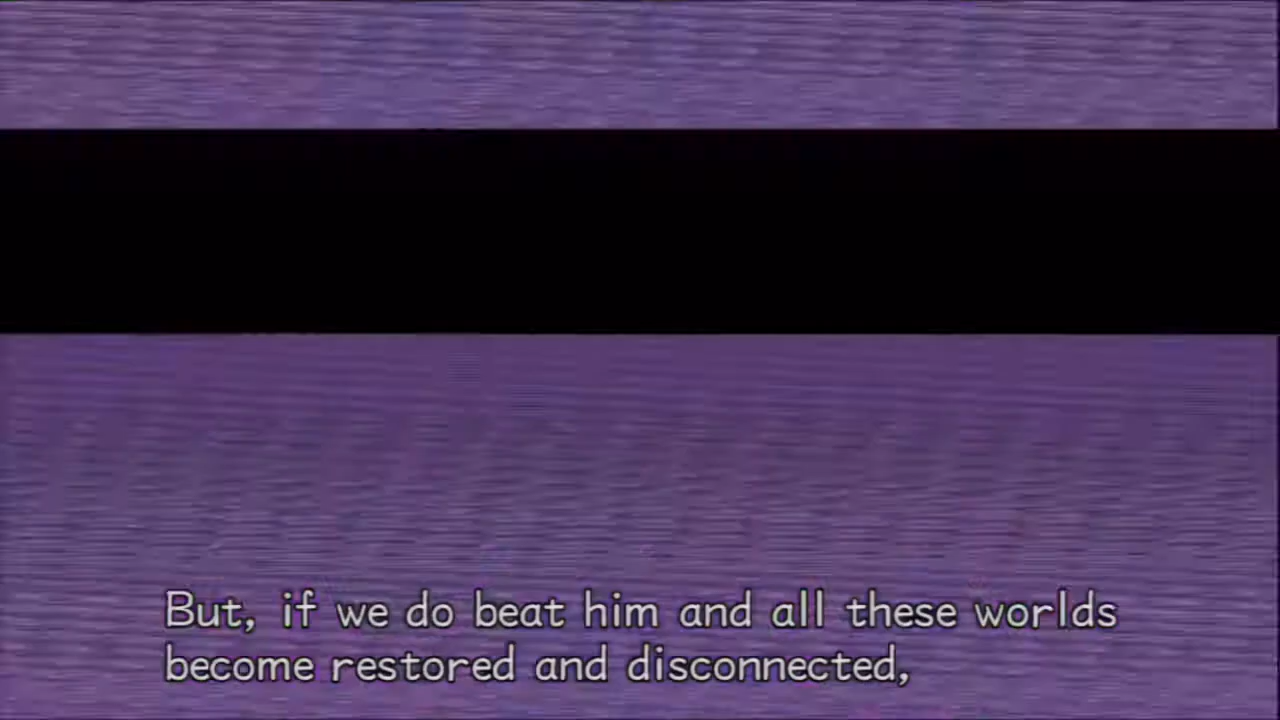 But, if we do beat him and all these worlds
become restored and disconnected,